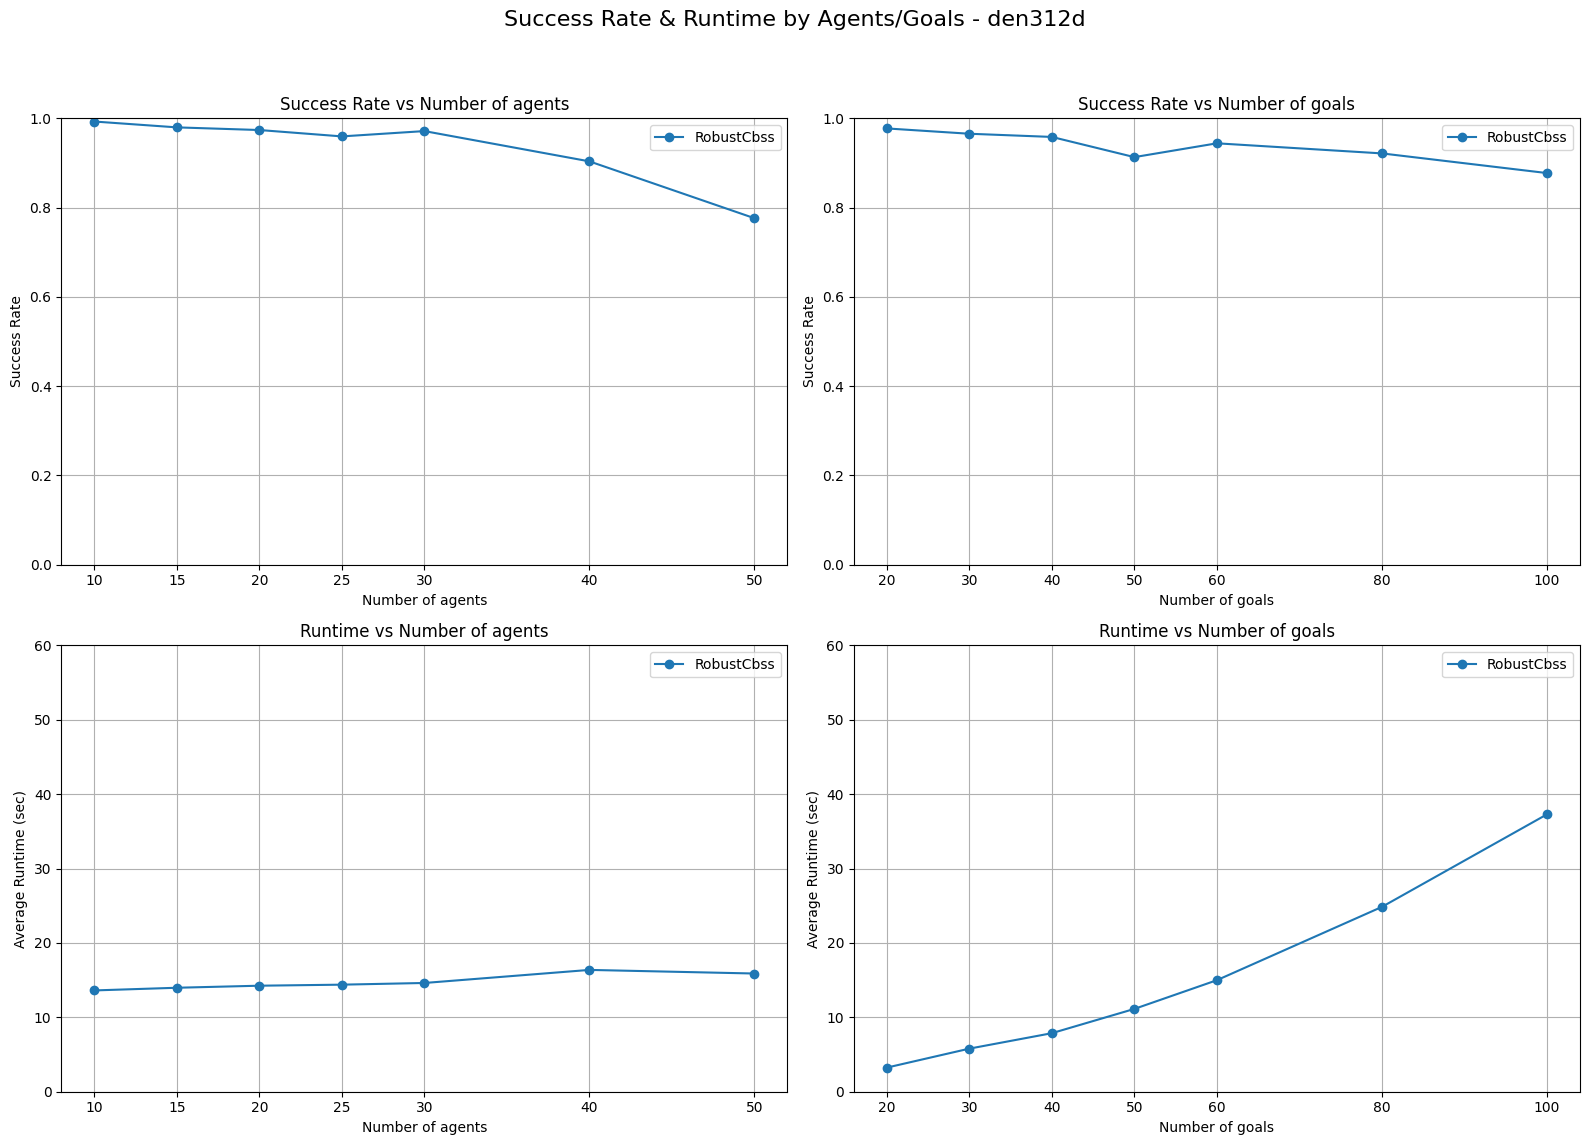 Success Rate & Runtime by Agents/Goals - den312d
Success Rate vs Number of agents
1.0
0.8
0.6
0.4
0.2
0.0
Success Rate
RobustCbss
10 15 20 25 30 40 50
Number of agents
Success Rate vs Number of goals
1.0
0.8
0.6
0.4
0.2
0.0
Success Rate
RobustCbss
20 30 40 50 60 80 100
Number of goals
Runtime vs Number of agents
60
50
40
30
20
10
0
Average Runtime (sec)
RobustCbss
10 15 20 25 30 40 50
Number of agents
Runtime vs Number of goals
60
50
40
30
20
10
0
Average Runtime (sec)
RobustCbss
20 30 40 50 60 80 100
Number of goals